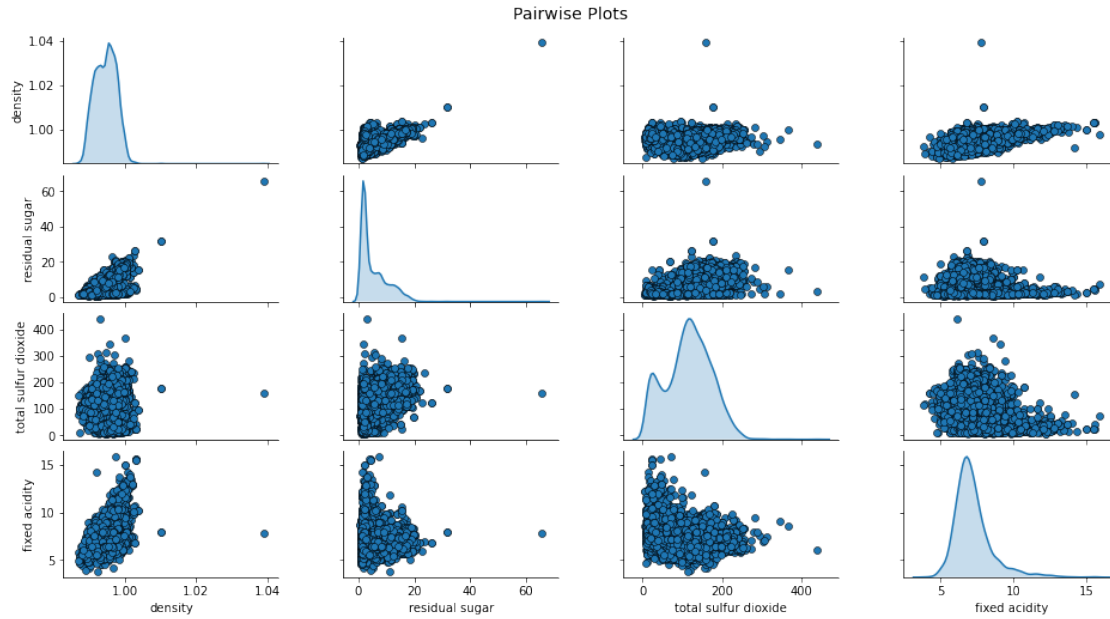 Pairwise Plots
density
1.04
1.02
1.00
residual sugar
60
40
20
0
total sulfur dioxide
400
300
200
100
0
fixed acidity
15
10
5
1.00 1.02 1.04
0 20 40 60
0 200 400
5 10 15
density
residual sugar
total sulfur dioxide
fixed acidity